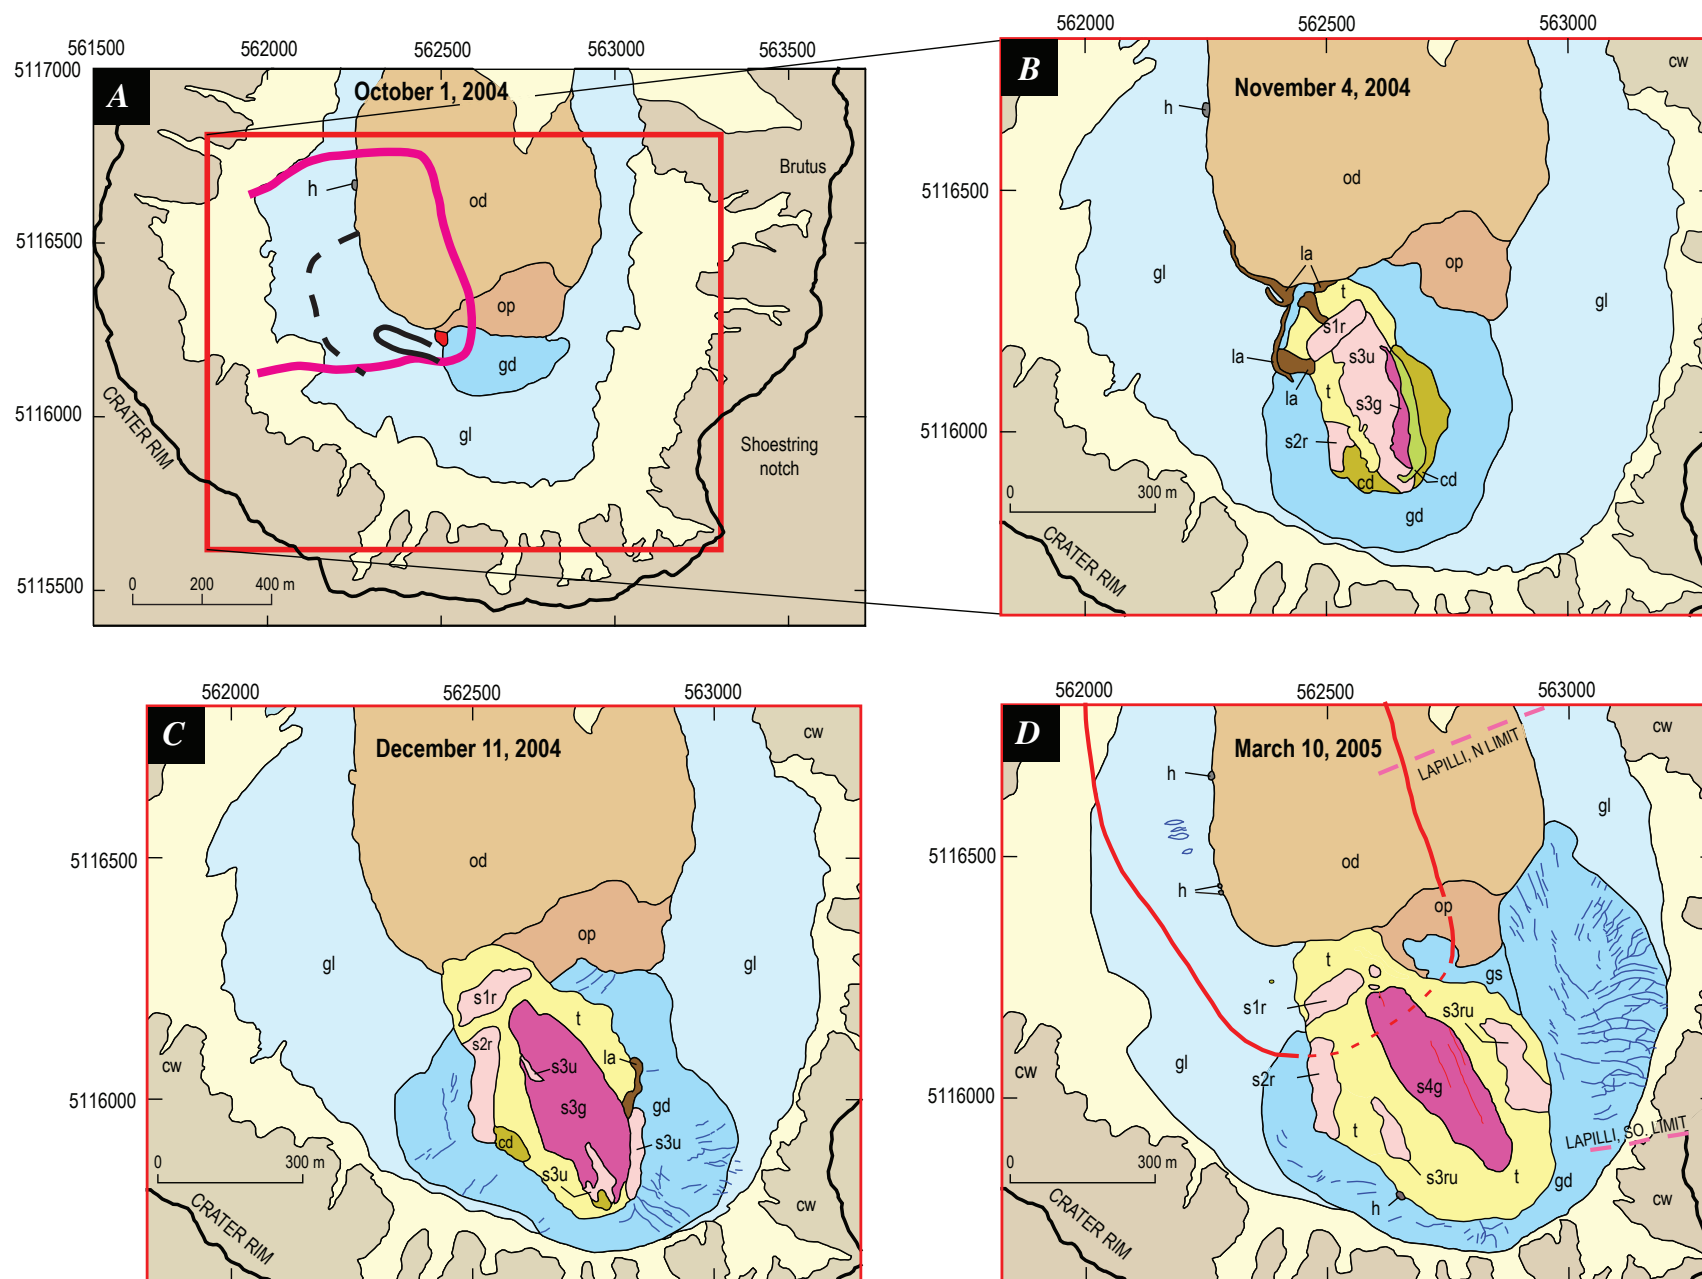 561500 562000 562500 563000 563500
5117000
5116500
5116000
5115500
A
October 1, 2004
Brutus
h
od
op
gd
gl
Shoestring
notch
CRATER RIM
0 200 400 m
562000 562500 563000
5116500
5116000
B
November 4, 2004
cw
h
od
la
op
gl
gl
t
s1r
la
s3u
t
la
s3g
s2r
cd
cd
gd
0 300 m
CRATER RIM
562000 562500 563000
5116500
5116000
C
December 11, 2004
cw
od
op
gl
gl
s1r
t
s2r
la
s3u
cw
s3g
gd
cd
s3u
s3u
0 300 m
cw
CRATER RIM
562000 562500 563000
5116500
5116000
D
March 10, 2005
cw
LAPILLI, N LIMIT
h
gl
od
h
op
t
gs
s1r
s3ru
gl
cw
s2r
s4g
t
LAPILLI, SO. LIMIT
s3ru
t
gd
0 300 m
h
cw
CRATER RIM